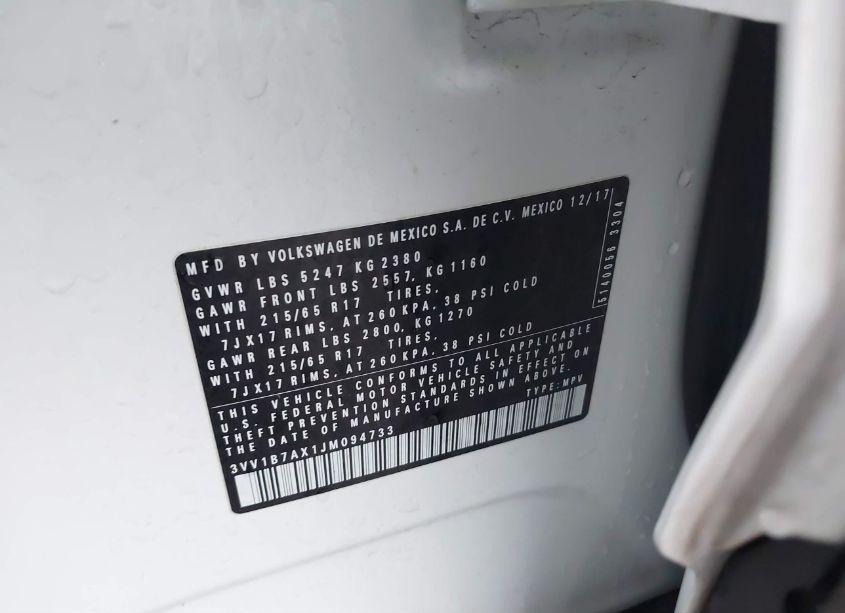 MFD BY VOLKSWAGEN DE MEXICO S.A. DE C.V. MEXICO 12/17
GVWR LBS 5247 KG 2380
GAWR FRONT LBS 2557, KG 1160
WITH 215/65 R17 TIRES,
7JX17 RIMS, AT 260 KPA, 38 PSI COLD
GAWR REAR LBS 2800, KG 1270
WITH 215/65 R17 TIRES,
7JX17 RIMS, AT 260 KPA, 38 PSI COLD
THIS VEHICLE CONFORMS TO ALL APPLICABLE
U.S. FEDERAL MOTOR VEHICLE SAFETY AND
THEFT PREVENTION STANDARDS IN EFFECT ON
THE DATE OF MANUFACTURE SHOWN ABOVE.
3VV1B7AX1JM094733 TYPE: MPV
5140056 3304